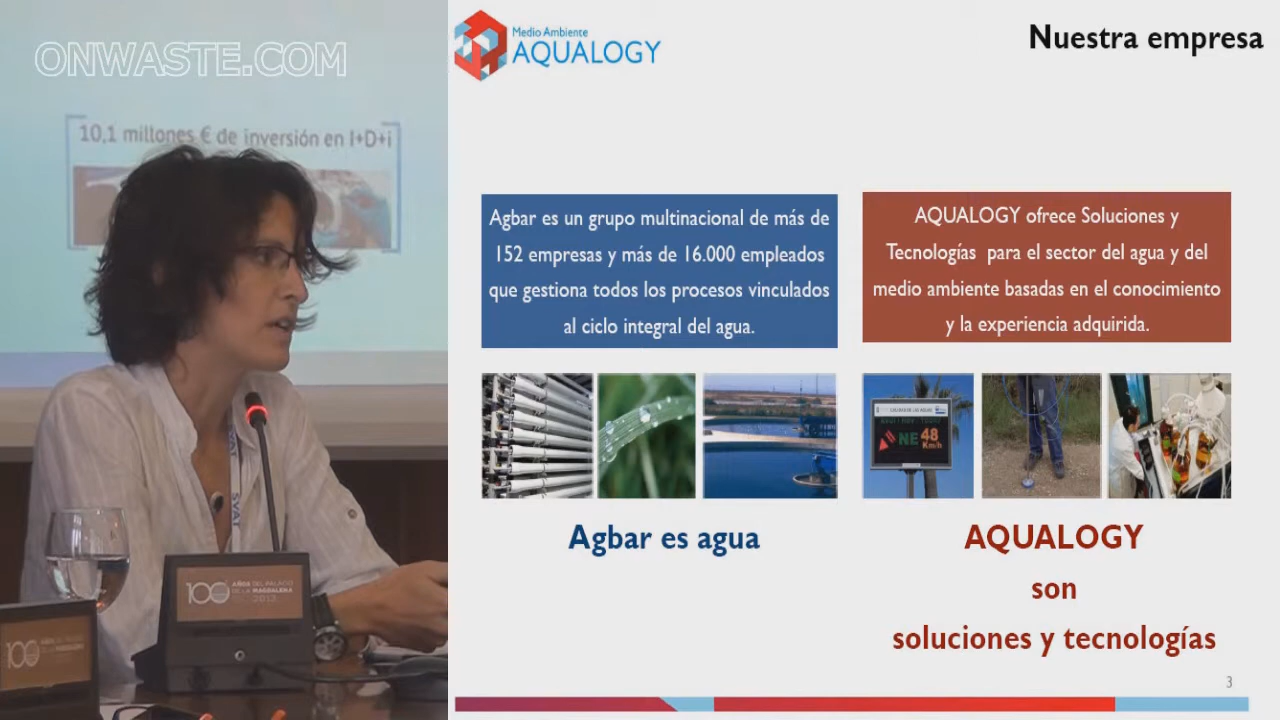 ONWASTE.COM
10,1 millones € de inversión en I+D+i
SVAT
100 AÑOS DEL PALACIO
DE LA MAGDALENA
2013
100
Medio Ambiente
AQUALOGY
Nuestra empresa
Agbar es un grupo multinacional de más de
152 empresas y más de 16.000 empleados
que gestiona todos los procesos vinculados
al ciclo integral del agua.
AQUALOGY ofrece Soluciones y
Tecnologías para el sector del agua y del
medio ambiente basadas en el conocimiento
y la experiencia adquirida.
NE 48
Km/h
Agbar es agua
AQUALOGY
son
soluciones y tecnologías
3